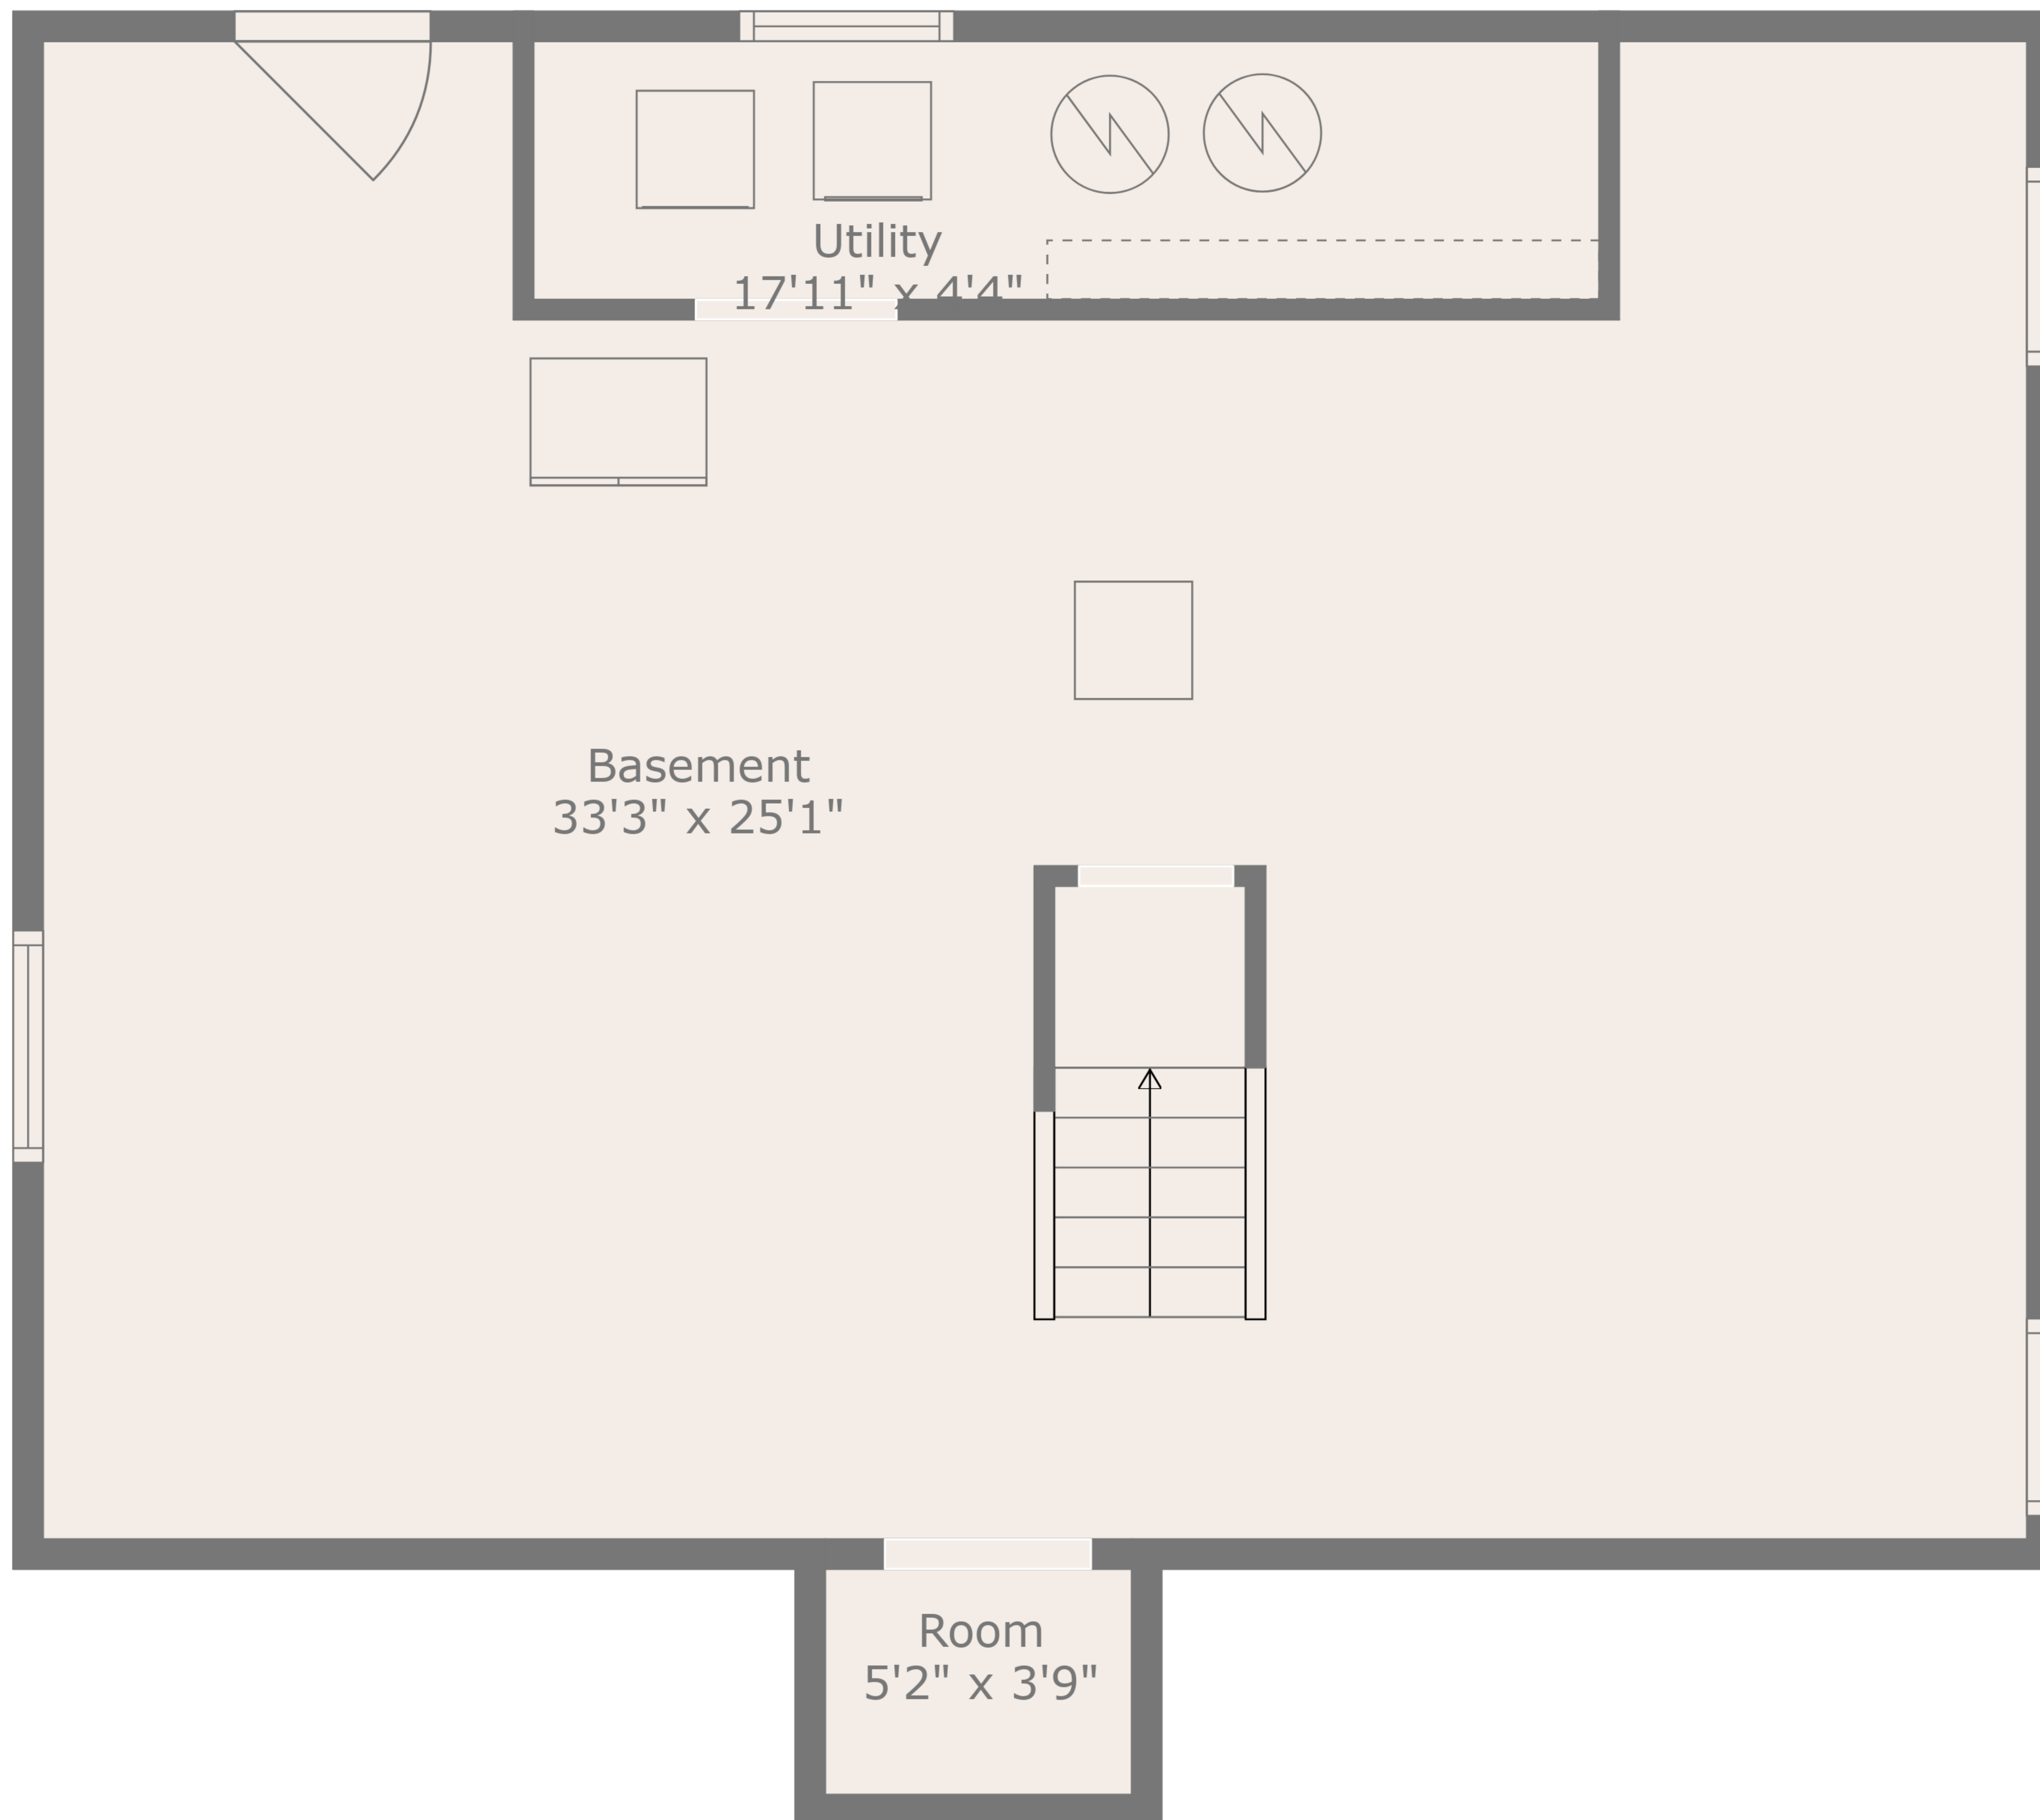 Utility
17'11" x 4'4"
Basement
33'3" x 25'1"
Room
5'2" x 3'9"